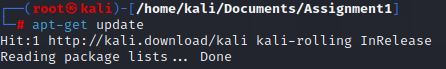 ┌──(root㉿kali)-[/home/kali/Documents/Assignment1]
└─# apt-get update
Hit:1 http://kali.download/kali kali-rolling InRelease
Reading package lists... Done